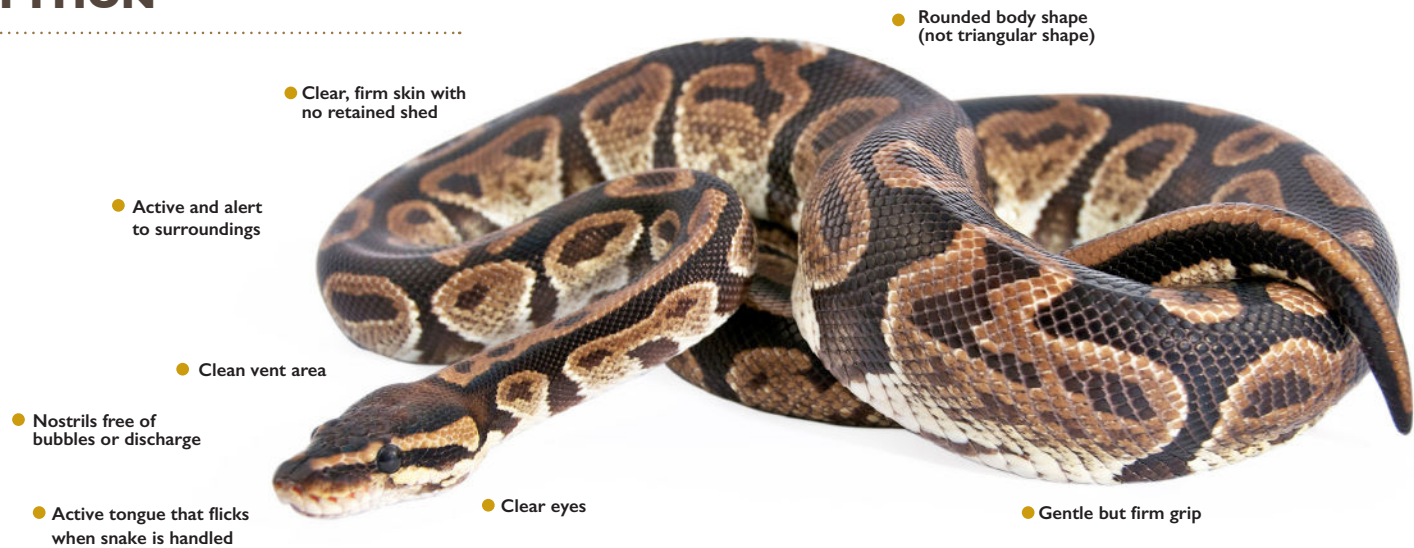 Rounded body shape
(not triangular shape)
Clear, firm skin with
no retained shed
Active and alert
to surroundings
Clean vent area
Nostrils free of
bubbles or discharge
Active tongue that flicks
when snake is handled
Clear eyes
Gentle but firm grip